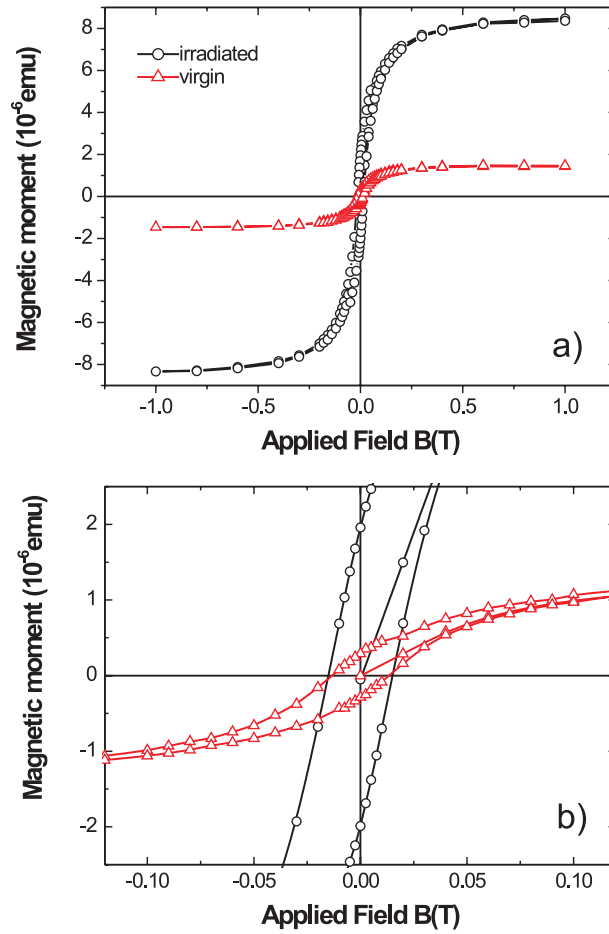 8
6
4
2
0
-2
-4
-6
-8
Magnetic moment (10⁻⁶emu)
irradiated
virgin
a)
-1.0 -0.5 0.0 0.5 1.0
Applied Field B(T)
2
1
0
-1
-2
Magnetic moment (10⁻⁶emu)
b)
-0.10 -0.05 0.00 0.05 0.10
Applied Field B(T)